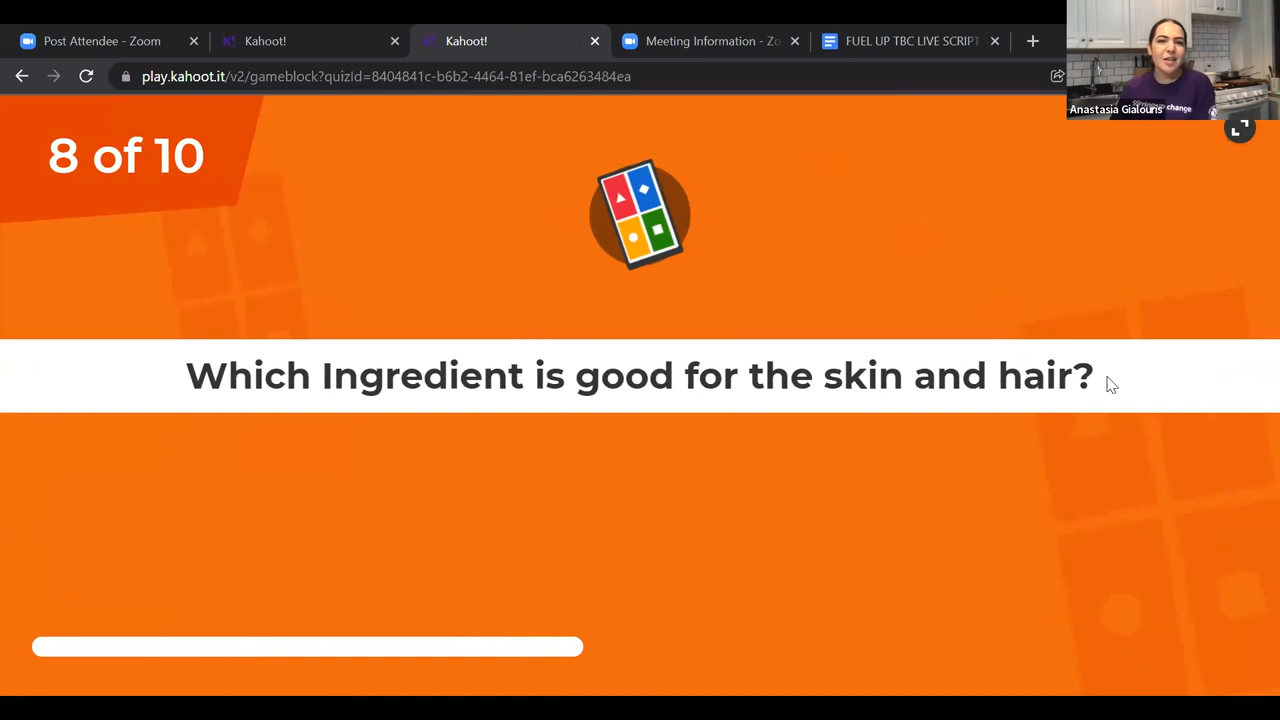 Post Attendee - Zoom
Kahoot!
Kahoot!
Meeting Information - Zo
FUEL UP TBC LIVE SCRIPT
play.kahoot.it/v2/gameblock?quizId=8404841c-b6b2-4464-81ef-bca6263484ea
change
Anastasia Gialouris
8 of 10
Which Ingredient is good for the skin and hair?